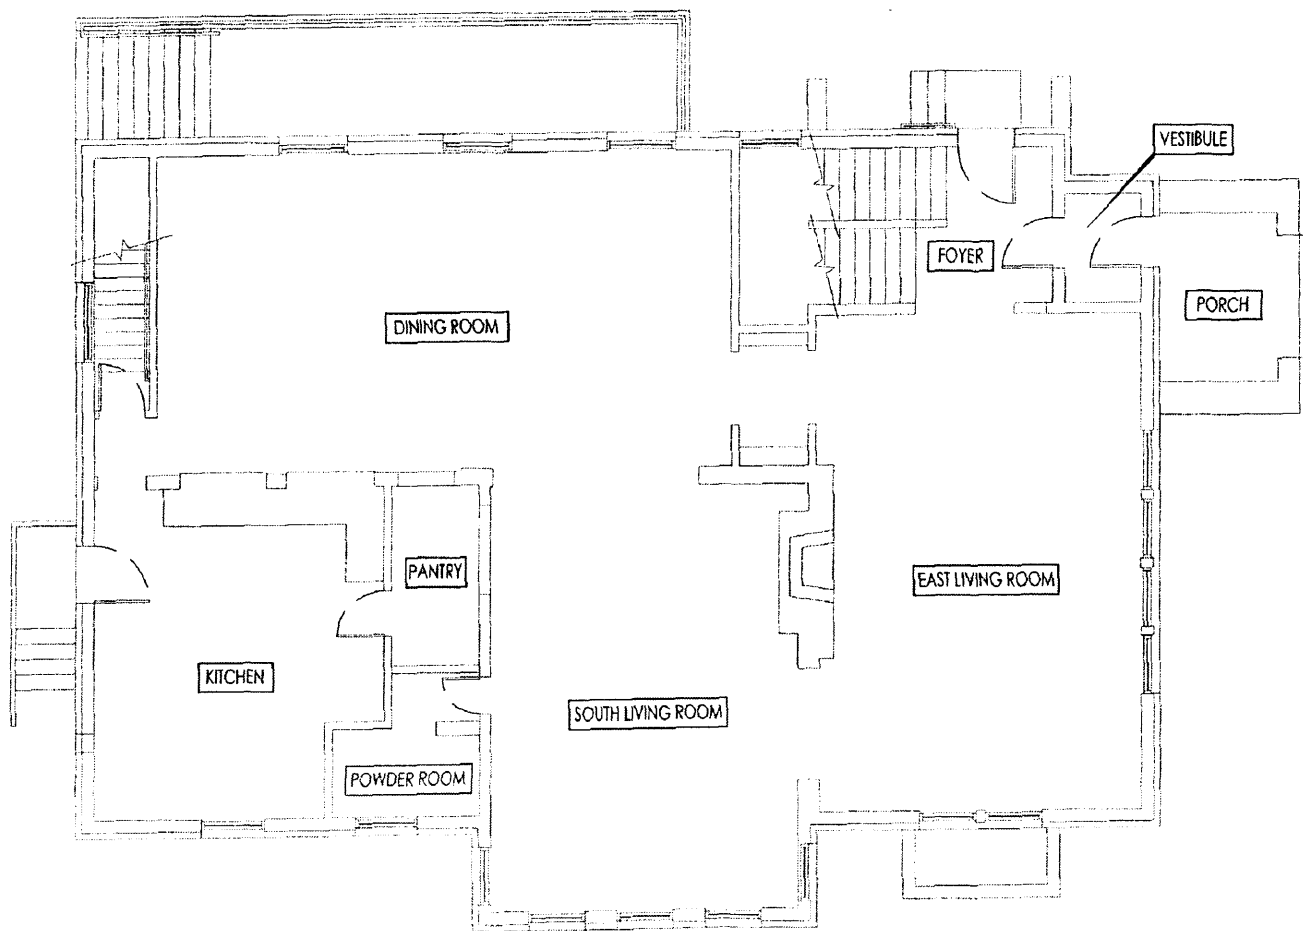 VESTIBULE
FOYER
PORCH
DINING ROOM
PANTRY
EAST LIVING ROOM
KITCHEN
SOUTH LIVING ROOM
POWDER ROOM